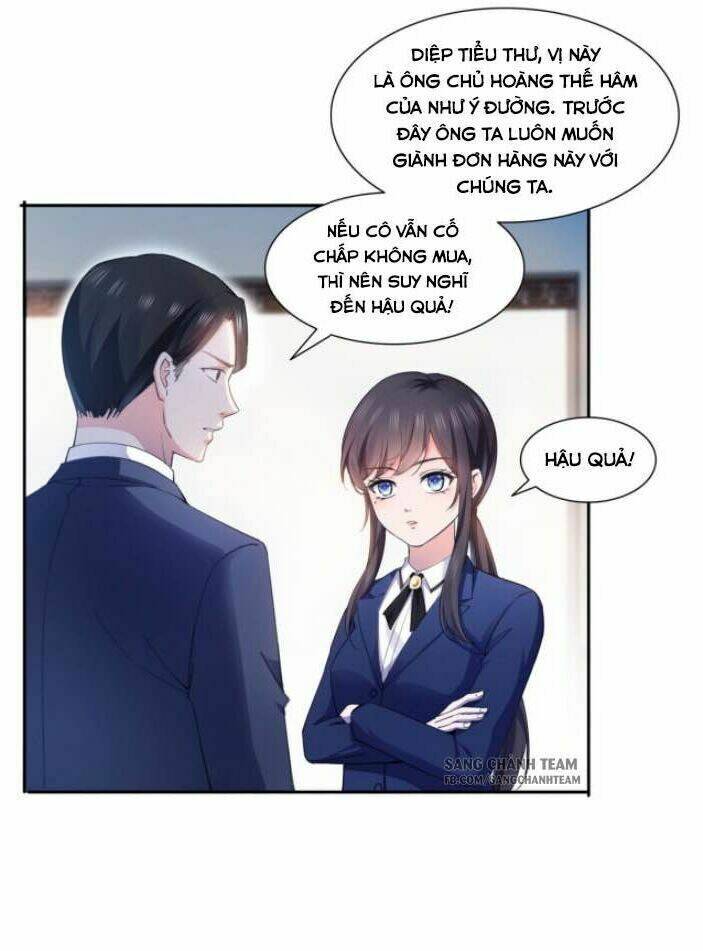 DIỆP TIỂU THƯ, VỊ NÀY
LÀ ÔNG CHỦ HOÀNG THẾ HÂM
CỦA NHƯ Ý ĐƯỜNG. TRƯỚC
ĐÂY ÔNG TA LUÔN MUỐN
GIÀNH ĐƠN HÀNG NÀY VỚI
CHÚNG TA.
NẾU CÔ VẪN CỐ
CHẤP KHÔNG MUA,
THÌ NÊN SUY NGHĨ
ĐẾN HẬU QUẢ!
HẬU QUẢ!
SANG CHẢNH TEAM
FB.COM/SANGCHANHTEAM